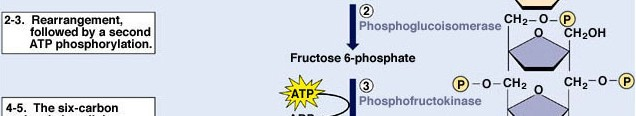 2-3. Rearrangement,
followed by a second
ATP phosphorylation.
2
Phosphoglucoisomerase
CH₂–O–P
O
CH₂OH
Fructose 6-phosphate
ATP
3
Phosphofructokinase
P–O–CH₂
O
CH₂–O–P
4-5. The six-carbon